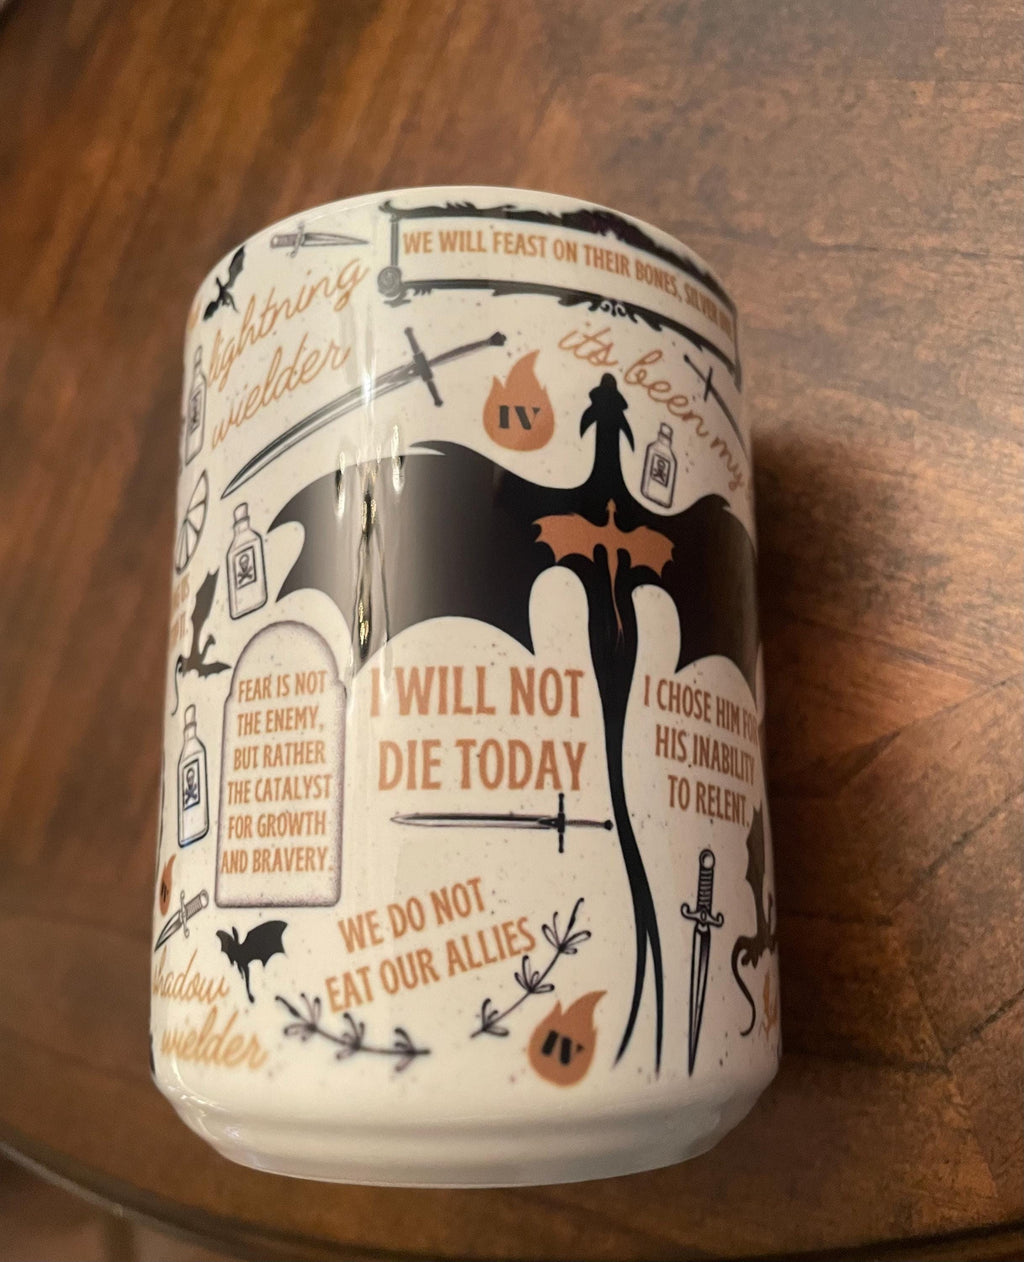 WE WILL FEAST ON THEIR BONES, SILVER ONE
lightning
wielder
it's been my
IV
FEAR IS NOT
THE ENEMY,
BUT RATHER
THE CATALYST
FOR GROWTH
AND BRAVERY.
I WILL NOT
DIE TODAY
I CHOSE HIM FOR
HIS INABILITY
TO RELENT.
WE DO NOT
EAT OUR ALLIES
shadow
wielder
IV